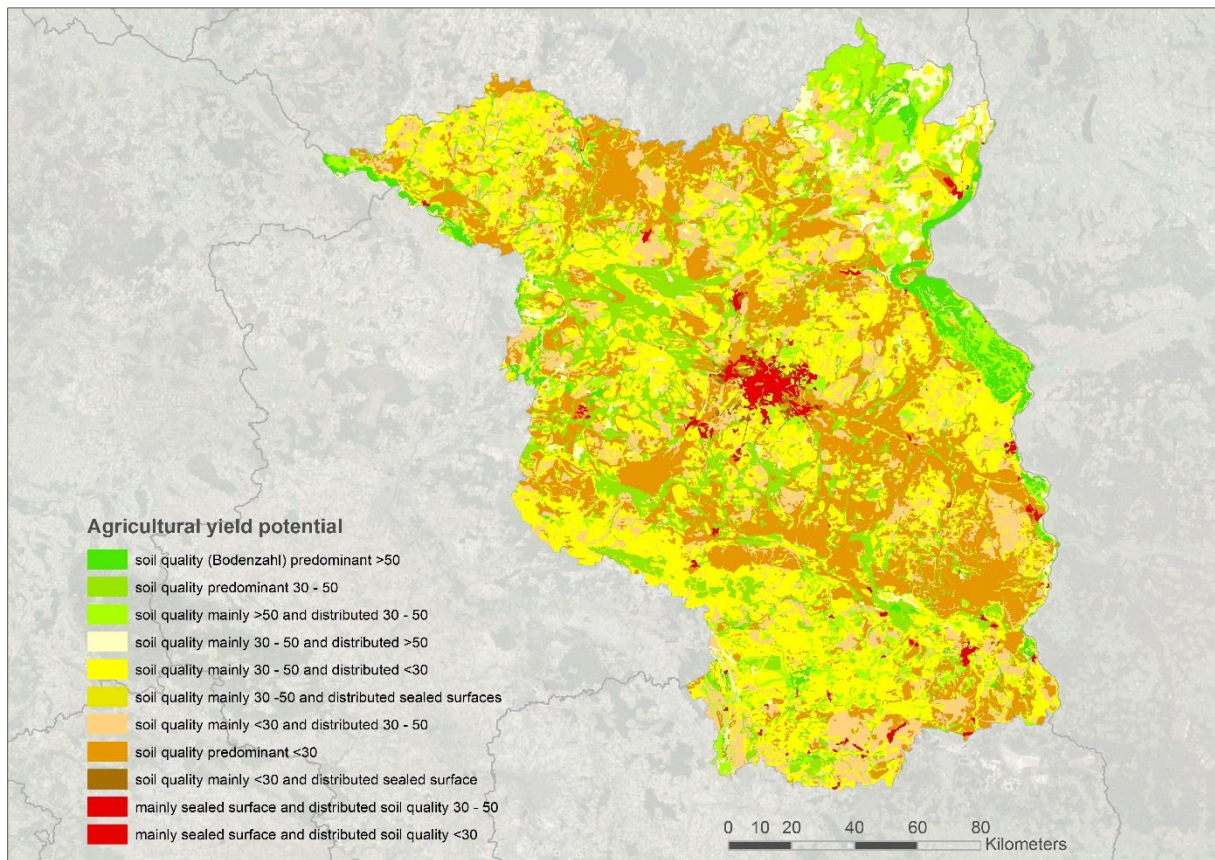 Agricultural yield potential
soil quality (Bodenzahl) predominant >50
soil quality predominant 30 - 50
soil quality mainly >50 and distributed 30 - 50
soil quality mainly 30 - 50 and distributed >50
soil quality mainly 30 - 50 and distributed <30
soil quality mainly 30 -50 and distributed sealed surfaces
soil quality mainly <30 and distributed 30 - 50
soil quality predominant <30
soil quality mainly <30 and distributed sealed surface
mainly sealed surface and distributed soil quality 30 - 50
mainly sealed surface and distributed soil quality <30
0 10 20 40 60 80
Kilometers